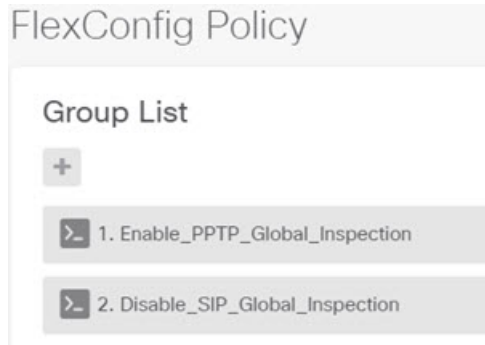 FlexConfig Policy
Group List
+
>_ 1. Enable_PPTP_Global_Inspection
>_ 2. Disable_SIP_Global_Inspection